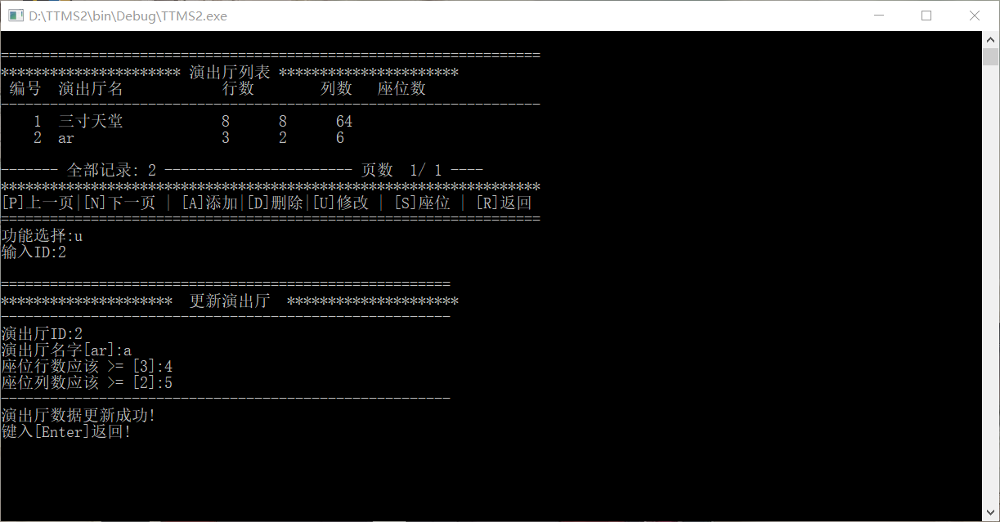 D:\TTMS2\bin\Debug\TTMS2.exe
==================================================================
********************** 演出厅列表 **********************
编号 演出厅名 行数 列数 座位数
------------------------------------------------------------------
1 三寸天堂 8 8 64
2 ar 3 2 6
------- 全部记录: 2 ----------------------- 页数 1/ 1 ----
******************************************************************
[P]上一页|[N]下一页 | [A]添加|[D]删除|[U]修改 | [S]座位 | [R]返回
==================================================================
功能选择:u
输入ID:2
=======================================================
********************* 更新演出厅 *********************
-------------------------------------------------------
演出厅ID:2
演出厅名字[ar]:a
座位行数应该 >= [3]:4
座位列数应该 >= [2]:5
-------------------------------------------------------
演出厅数据更新成功!
键入[Enter]返回!